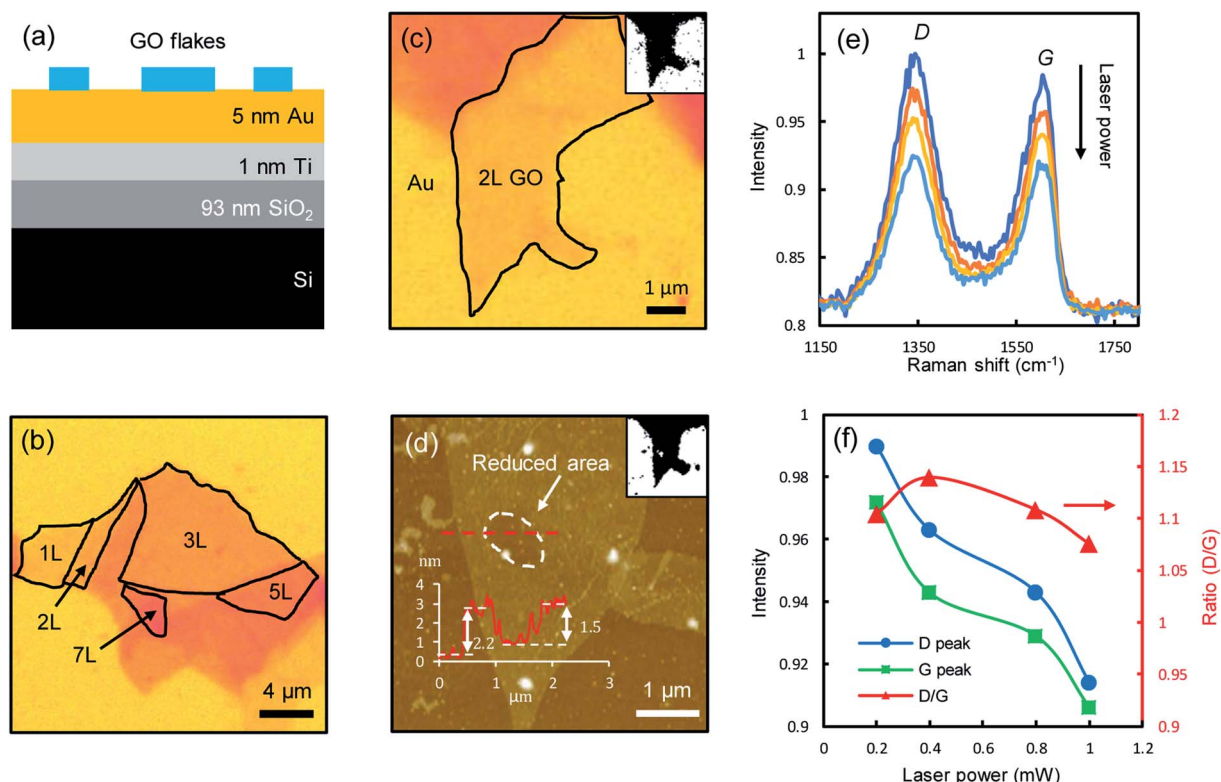 (a)
GO flakes
5 nm Au
1 nm Ti
93 nm SiO₂
Si
(b)
1L
2L
3L
5L
7L
4 µm
(c)
Au
2L GO
1 µm
(d)
Reduced area
nm
4
3
2
1
0
2.2
1.5
0 1 2 3
µm
1 µm
(e)
D
G
Laser power
Intensity
1
0.95
0.9
0.85
0.8
1150 1350 1550 1750
Raman shift (cm⁻¹)
(f)
Intensity
1
0.98
0.96
0.94
0.92
0.9
D peak
G peak
D/G
1.2
1.15
1.10
1.05
1
0.95
0.9
Ratio (D/G)
0 0.2 0.4 0.6 0.8 1 1.2
Laser power (mW)